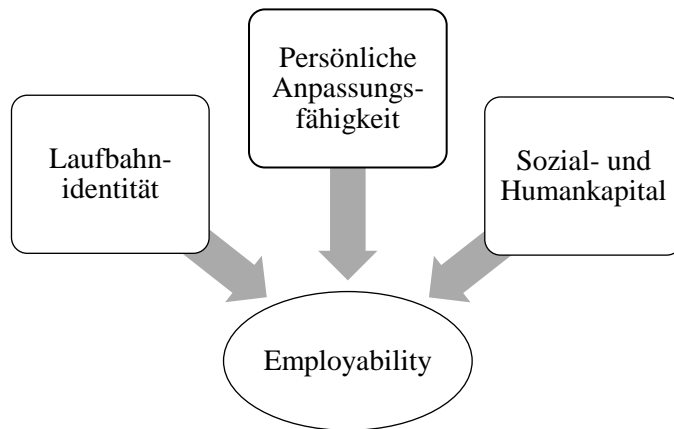 Persönliche
Anpassungs-
fähigkeit
Laufbahn-
identität
Sozial- und
Humankapital
Employability